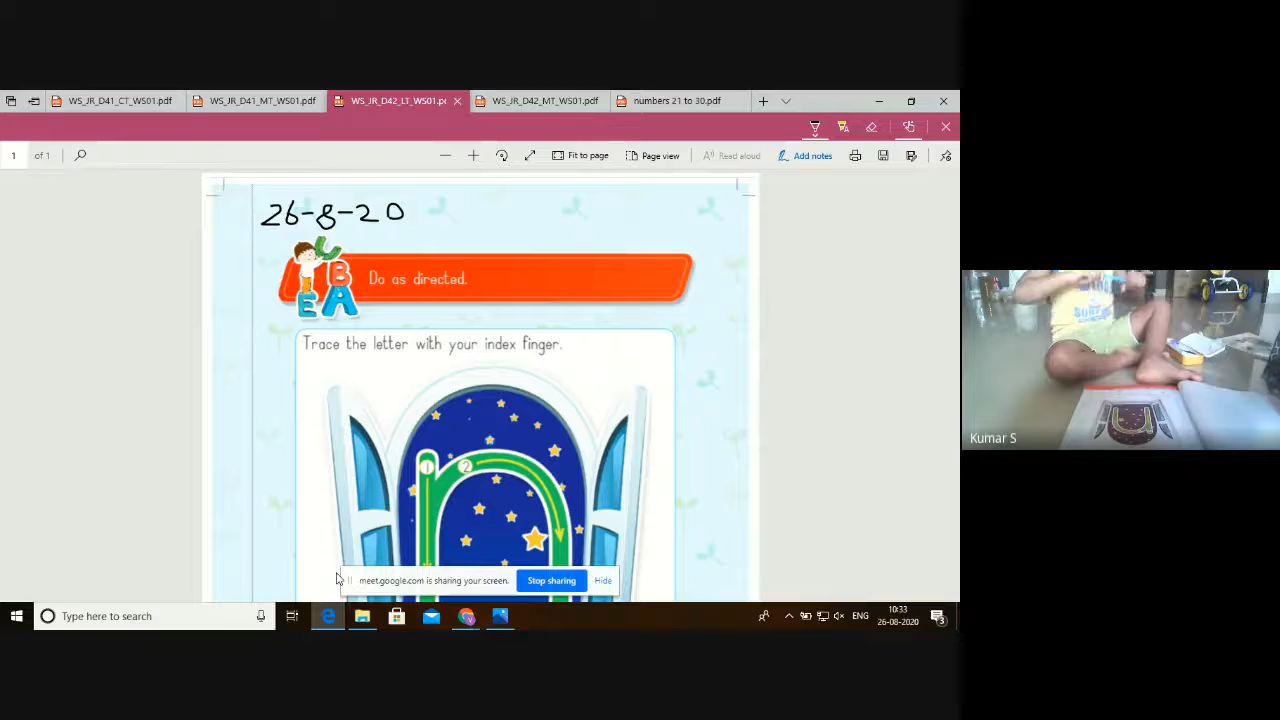 WS_JR_D41_CT_WS01.pdf
WS_JR_D41_MT_WS01.pdf
WS_JR_D42_LT_WS01.p
WS_JR_D42_MT_WS01.pdf
numbers 21 to 30.pdf
1 of 1
Fit to page
Page view
Read aloud
Add notes
26-8-20
B
E A
Do as directed.
Trace the letter with your index finger.
1 2
Kumar S
meet.google.com is sharing your screen.
Stop sharing
Hide
Type here to search
ENG
10:33
26-08-2020
3